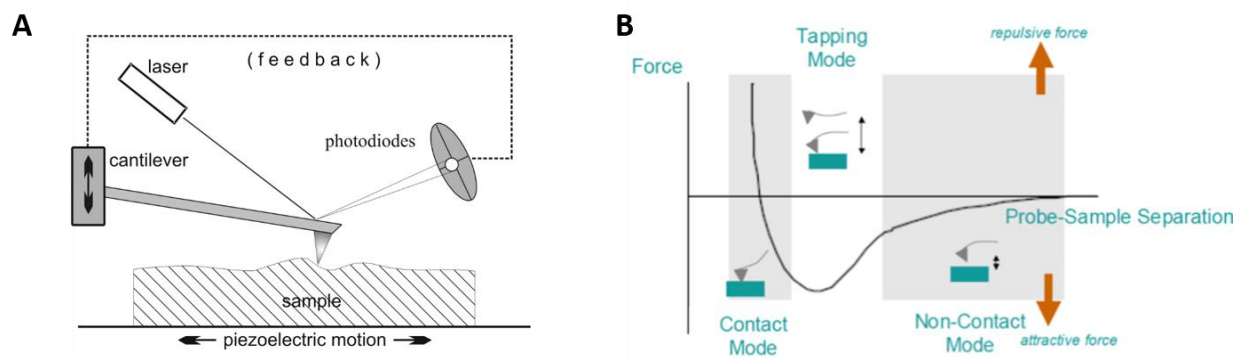 A
(feedback)
laser
photodiodes
cantilever
sample
piezoelectric motion
B
Tapping
Mode
repulsive force
Force
Probe-Sample Separation
Contact
Mode
Non-Contact
Mode
attractive force